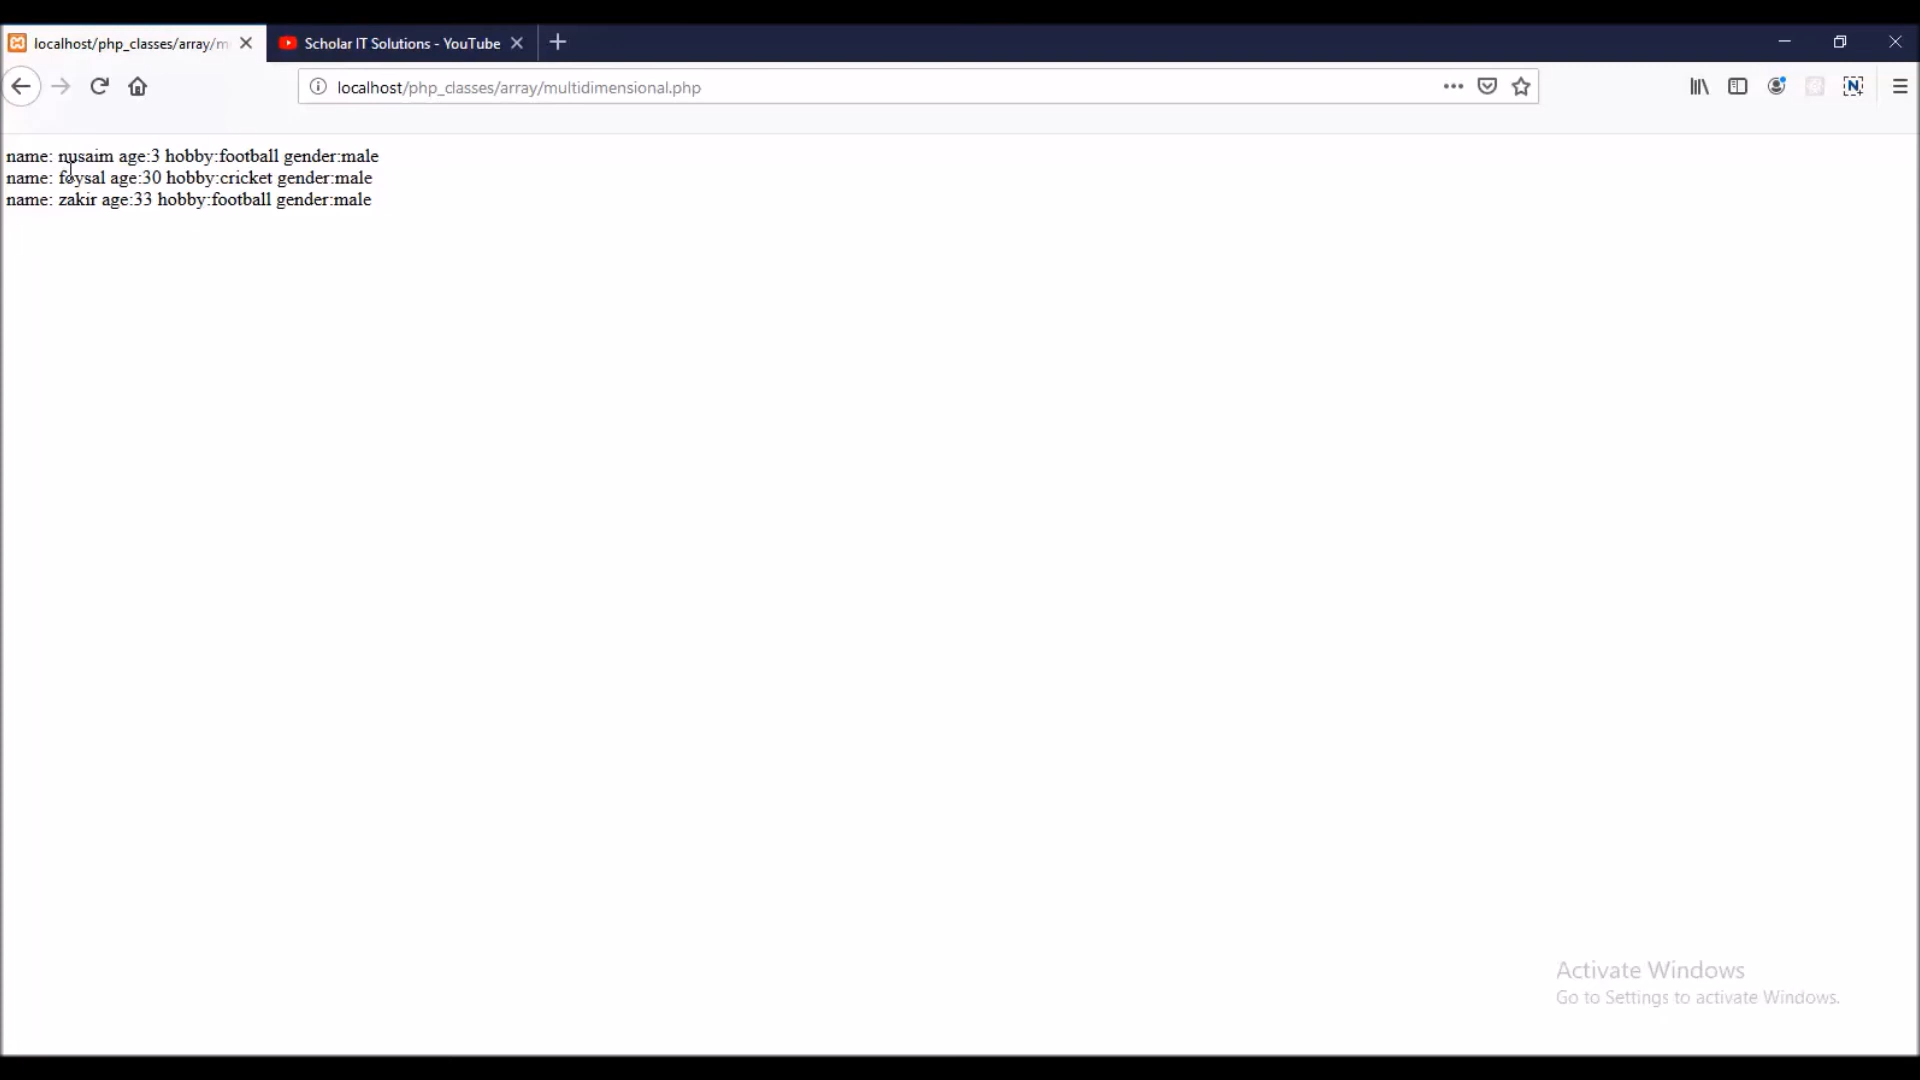 localhost/php_classes/array/m
Scholar IT Solutions - YouTube
localhost/php_classes/array/multidimensional.php
name: nusaim age:3 hobby:football gender:male
name: foysal age:30 hobby:cricket gender:male
name: zakir age:33 hobby:football gender:male
Activate Windows
Go to Settings to activate Windows.